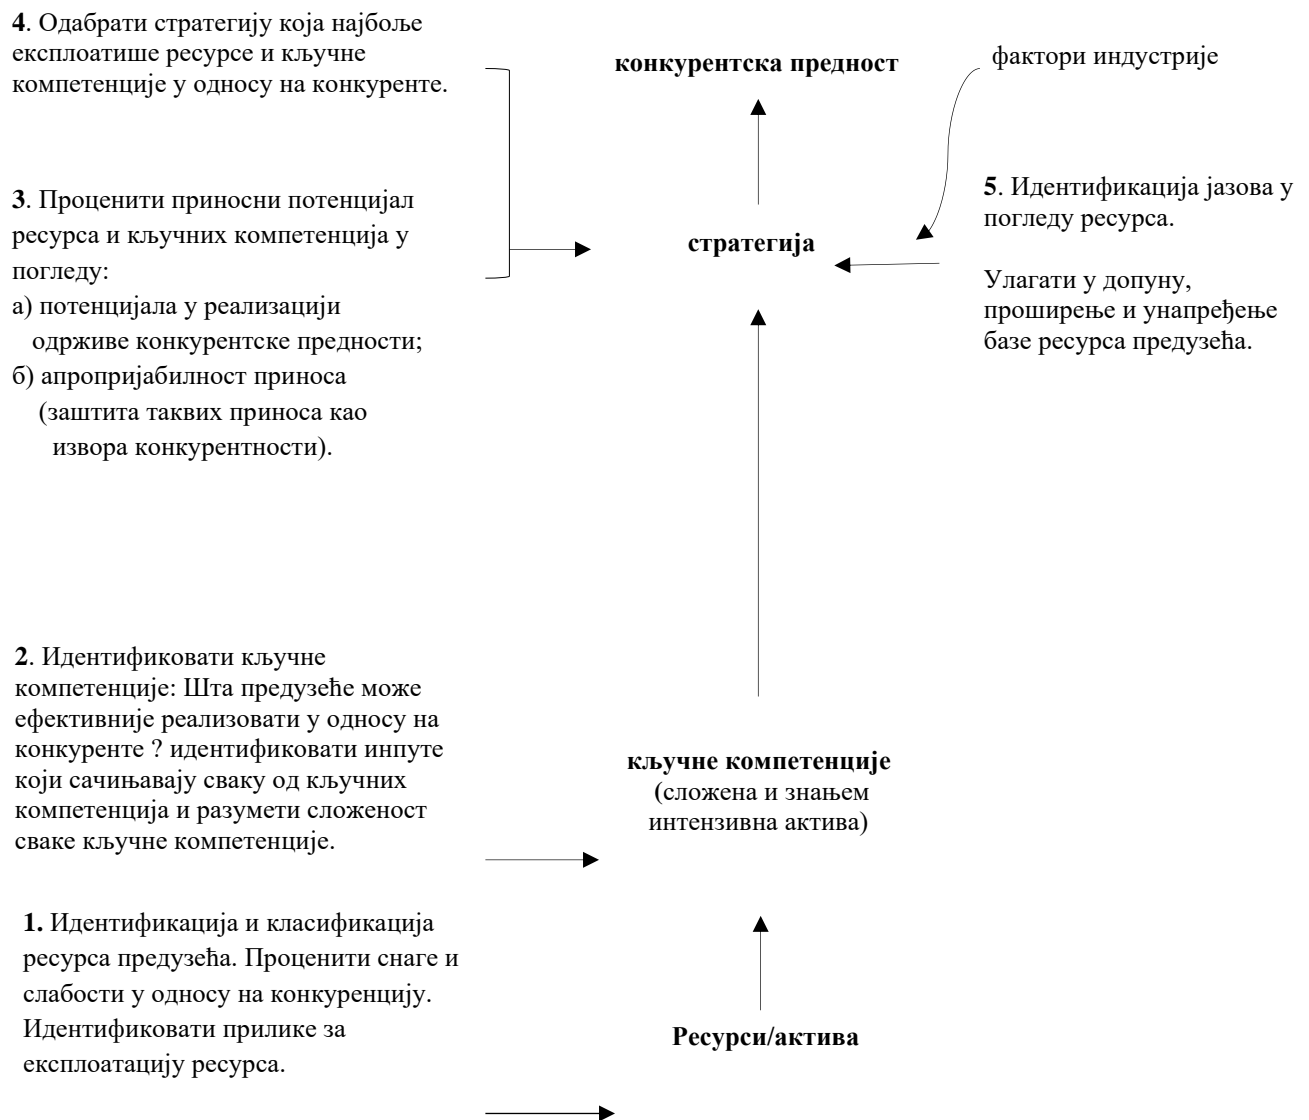 4. Одабрати стратегију која најбоље
експлоатише ресурсе и кључне
компетенције у односу на конкуренте.
конкурентска предност
фактори индустрије
3. Проценити приносни потенцијал
ресурса и кључних компетенција у
погледу:
а) потенцијала у реализацији
одрживе конкурентске предности;
б) апропријабилност приноса
(заштита таквих приноса као
извора конкурентности).
стратегија
5. Идентификација јазова у
погледу ресурса.
Улагати у допуну,
проширење и унапређење
базе ресурса предузећа.
2. Идентификовати кључне
компетенције: Шта предузеће може
ефективније реализовати у односу на
конкуренте ? идентификовати инпуте
који сачињавају сваку од кључних
компетенција и разумети сложеност
сваке кључне компетенције.
кључне компетенције
(сложена и знањем
интензивна актива)
1. Идентификација и класификација
ресурса предузећа. Проценити снаге и
слабости у односу на конкуренцију.
Идентификовати прилике за
експлоатацију ресурса.
Ресурси/актива